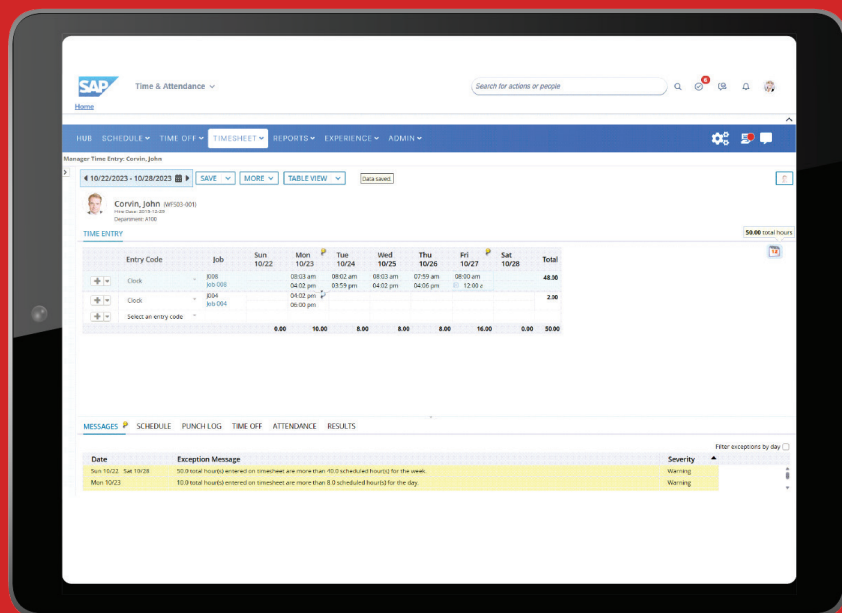 SAP Time & Attendance Search for actions or people 6
Home
HUB SCHEDULE TIME OFF TIMESHEET REPORTS EXPERIENCE ADMIN
Manager Time Entry: Corvin, John
10/22/2023 - 10/28/2023 SAVE MORE TABLE VIEW Data saved
Corvin, John (WFS03-001)
Hire Date: 2015-10-20
Department: A100
TIME ENTRY 50.00 total hours
Entry Code Job Sun 10/22 Mon 10/23 Tue 10/24 Wed 10/25 Thu 10/26 Fri 10/27 Sat 10/28 Total
Clock J008 08:03 am 08:02 am 08:03 am 07:59 am 08:00 am 48.00
Job 008 04:02 pm 03:59 pm 04:02 pm 04:06 pm 12:00 a
Clock J004 04:02 pm 2.00
Job 004 06:00 pm
Select an entry code
0.00 10.00 8.00 8.00 8.00 16.00 0.00 50.00
MESSAGES SCHEDULE PUNCH LOG TIME OFF ATTENDANCE RESULTS
Filter exceptions by day
Date Exception Message Severity
Sun 10/22 Sat 10/28 50.0 total hour(s) entered on timesheet are more than 40.0 scheduled hour(s) for the week. Warning
Mon 10/23 10.0 total hour(s) entered on timesheet are more than 8.0 scheduled hour(s) for the day. Warning